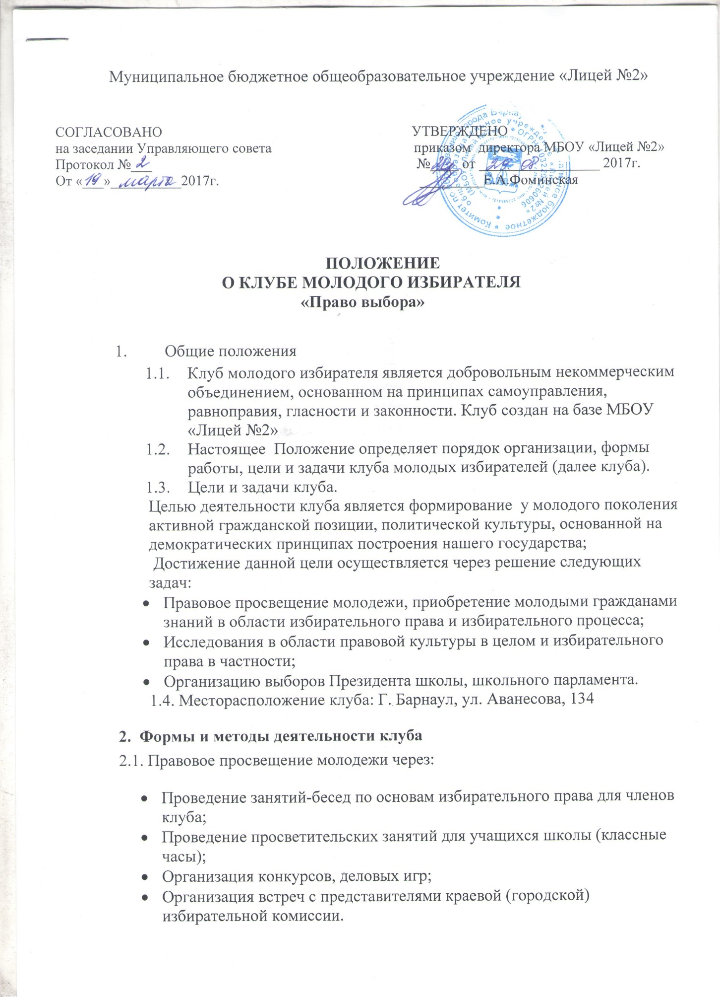 Муниципальное бюджетное общеобразовательное учреждение «Лицей №2»
СОГЛАСОВАНО
на заседании Управляющего совета
Протокол № 2
От «19» марта 2017г.
УТВЕРЖДЕНО
приказом директора МБОУ «Лицей №2»
№ от 29.08 2017г.
Е.А.Фоминская
ПОЛОЖЕНИЕ
О КЛУБЕ МОЛОДОГО ИЗБИРАТЕЛЯ
«Право выбора»
1. Общие положения
1.1. Клуб молодого избирателя является добровольным некоммерческим
объединением, основанном на принципах самоуправления,
равноправия, гласности и законности. Клуб создан на базе МБОУ
«Лицей №2»
1.2. Настоящее Положение определяет порядок организации, формы
работы, цели и задачи клуба молодых избирателей (далее клуба).
1.3. Цели и задачи клуба.
Целью деятельности клуба является формирование у молодого поколения
активной гражданской позиции, политической культуры, основанной на
демократических принципах построения нашего государства;
Достижение данной цели осуществляется через решение следующих
задач:
• Правовое просвещение молодежи, приобретение молодыми гражданами
знаний в области избирательного права и избирательного процесса;
• Исследования в области правовой культуры в целом и избирательного
права в частности;
• Организацию выборов Президента школы, школьного парламента.
1.4. Месторасположение клуба: Г. Барнаул, ул. Аванесова, 134
2. Формы и методы деятельности клуба
2.1. Правовое просвещение молодежи через:
• Проведение занятий-бесед по основам избирательного права для членов
клуба;
• Проведение просветительских занятий для учащихся школы (классные
часы);
• Организация конкурсов, деловых игр;
• Организация встреч с представителями краевой (городской)
избирательной комиссии.